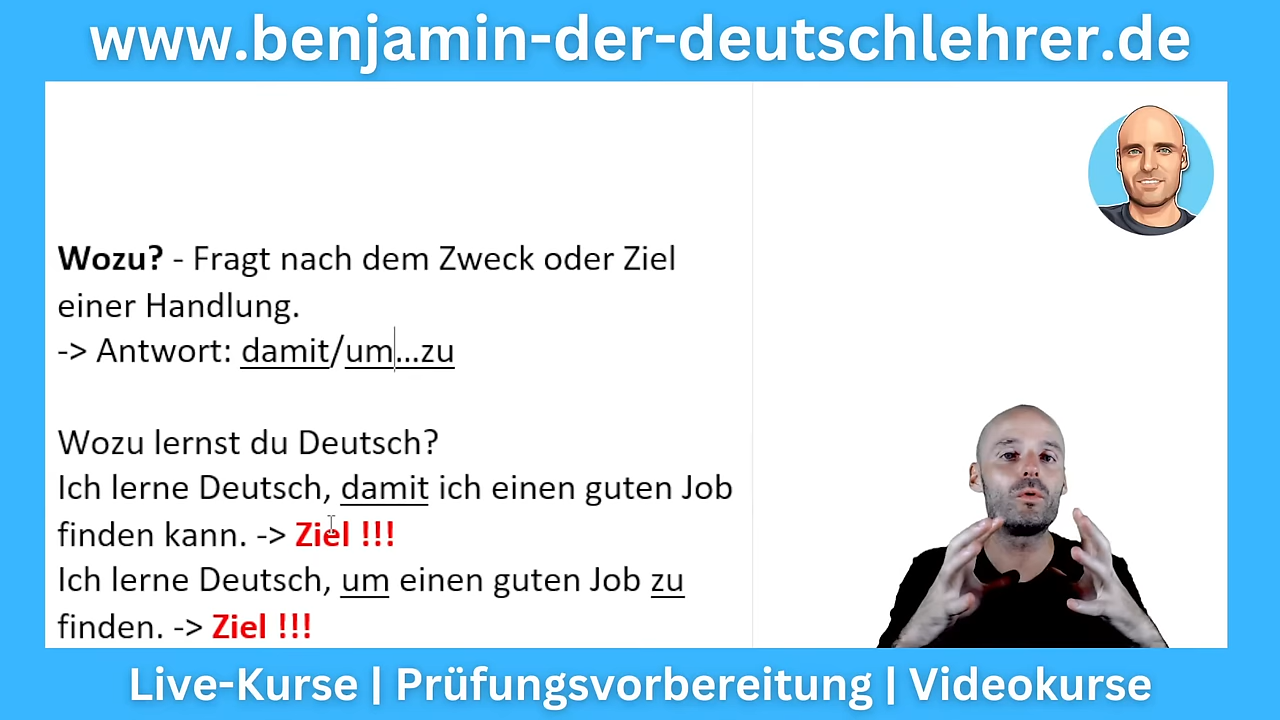 www.benjamin-der-deutschlehrer.de
Wozu? - Fragt nach dem Zweck oder Ziel
einer Handlung.
-> Antwort: damit/um...zu
Wozu lernst du Deutsch?
Ich lerne Deutsch, damit ich einen guten Job
finden kann. -> Ziel !!!
Ich lerne Deutsch, um einen guten Job zu
finden. -> Ziel !!!
Live-Kurse | Prüfungsvorbereitung | Videokurse